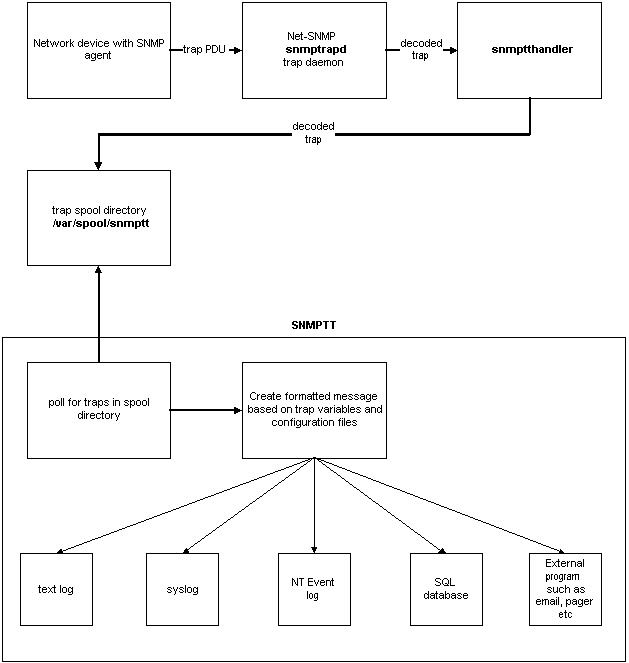 Network device with SNMP
agent
trap PDU
Net-SNMP
snmptrapd
trap daemon
decoded
trap
snmptthandler
decoded
trap
trap spool directory
/var/spool/snmptt
SNMPTT
poll for traps in spool
directory
Create formatted message
based on trap variables and
configuration files
text log
syslog
NT Event
log
SQL
database
External
program
such as
email, pager
etc